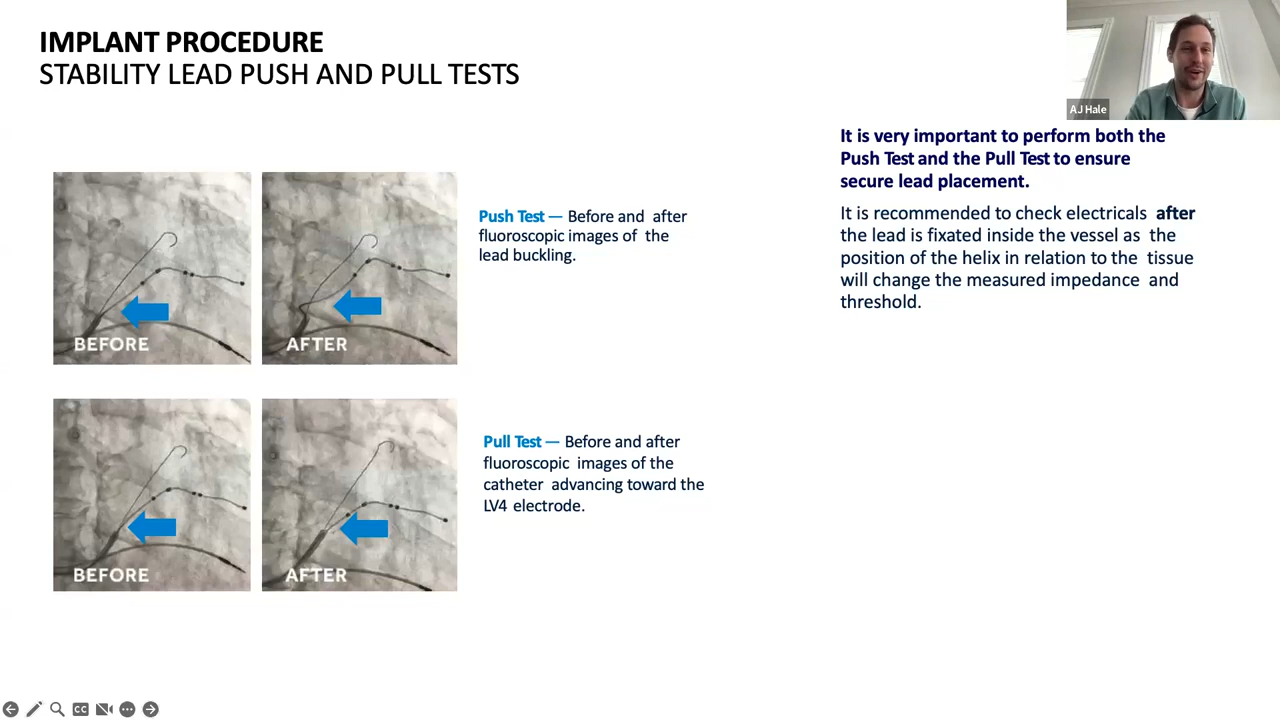 IMPLANT PROCEDURE
STABILITY LEAD PUSH AND PULL TESTS
AJ Hale
It is very important to perform both the
Push Test and the Pull Test to ensure
secure lead placement.
It is recommended to check electricals after
the lead is fixated inside the vessel as the
position of the helix in relation to the tissue
will change the measured impedance and
threshold.
BEFORE
AFTER
Push Test — Before and after
fluoroscopic images of the
lead buckling.
BEFORE
AFTER
Pull Test — Before and after
fluoroscopic images of the
catheter advancing toward the
LV4 electrode.
CC